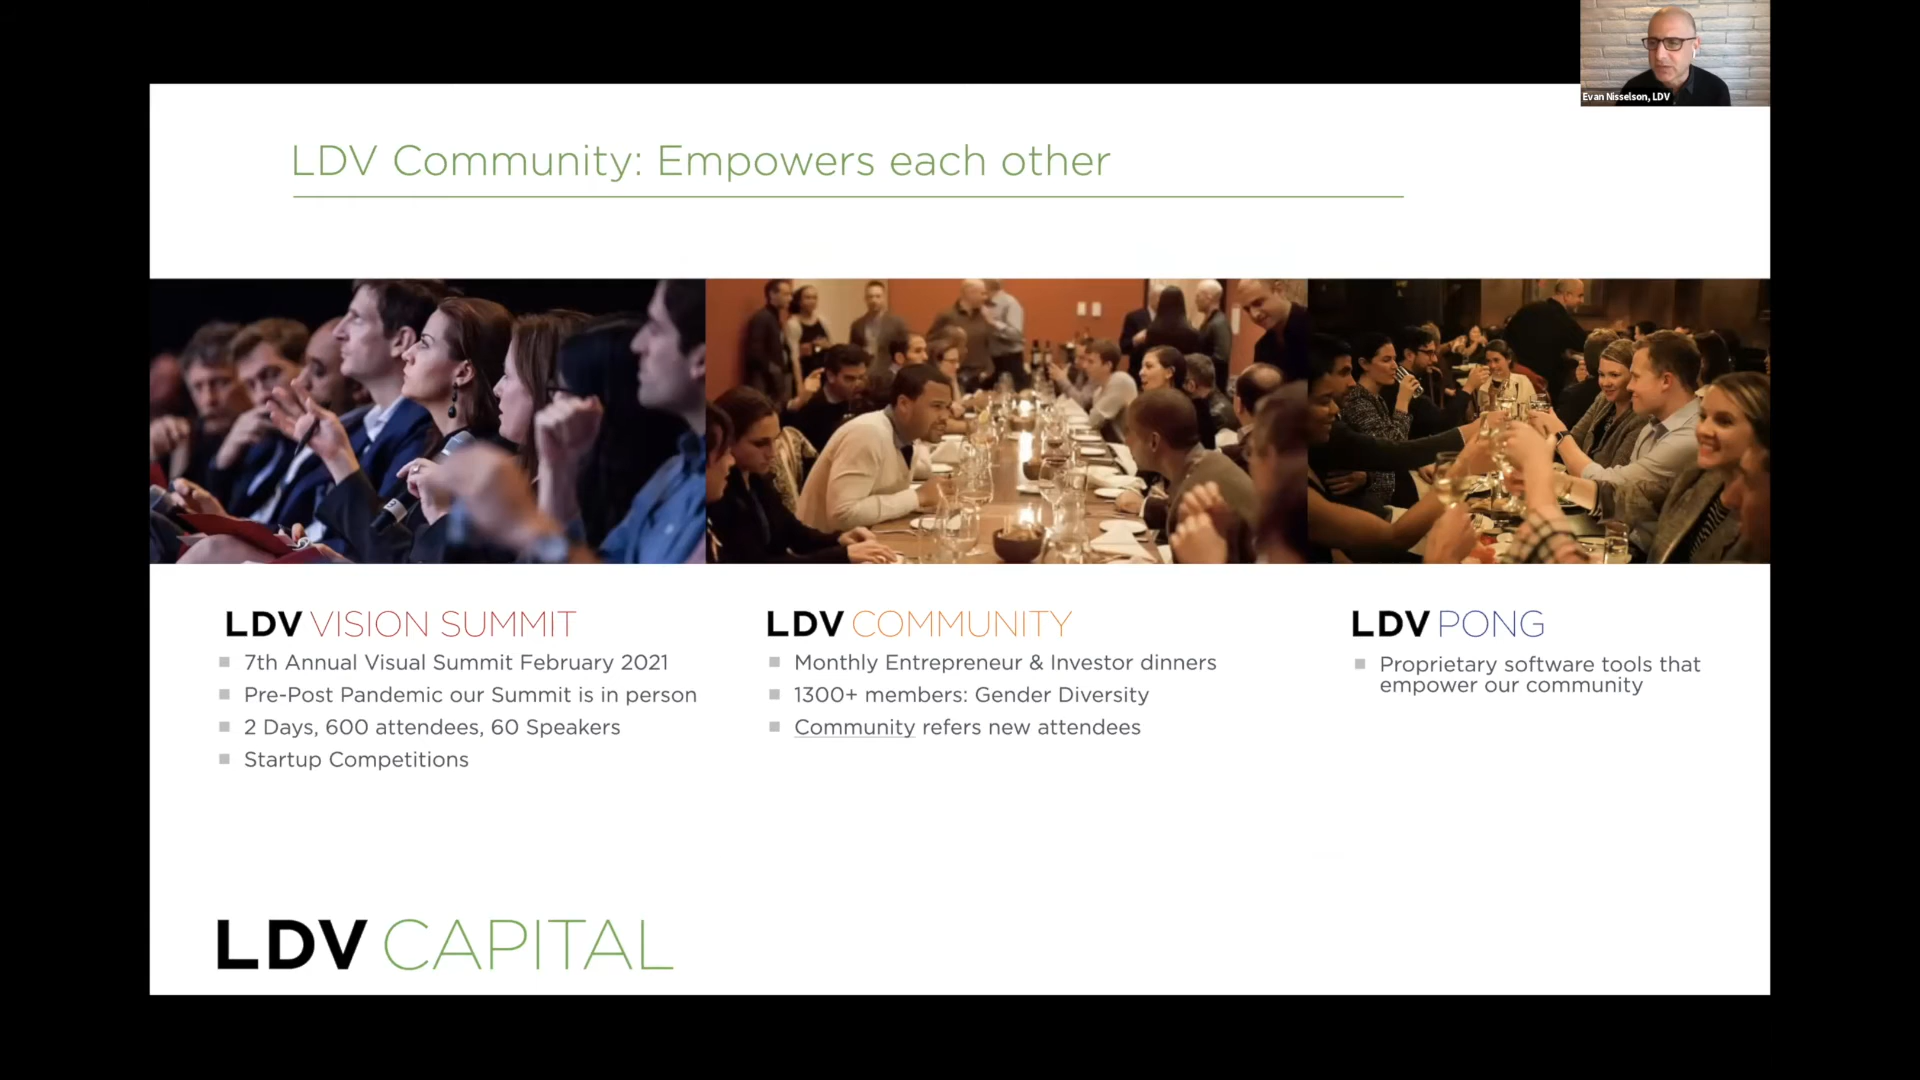 Evan Nisselson, LDV
LDV Community: Empowers each other
LDV VISION SUMMIT
7th Annual Visual Summit February 2021
Pre-Post Pandemic our Summit is in person
2 Days, 600 attendees, 60 Speakers
Startup Competitions
LDV COMMUNITY
Monthly Entrepreneur & Investor dinners
1300+ members: Gender Diversity
Community refers new attendees
LDV PONG
Proprietary software tools that
empower our community
LDV CAPITAL